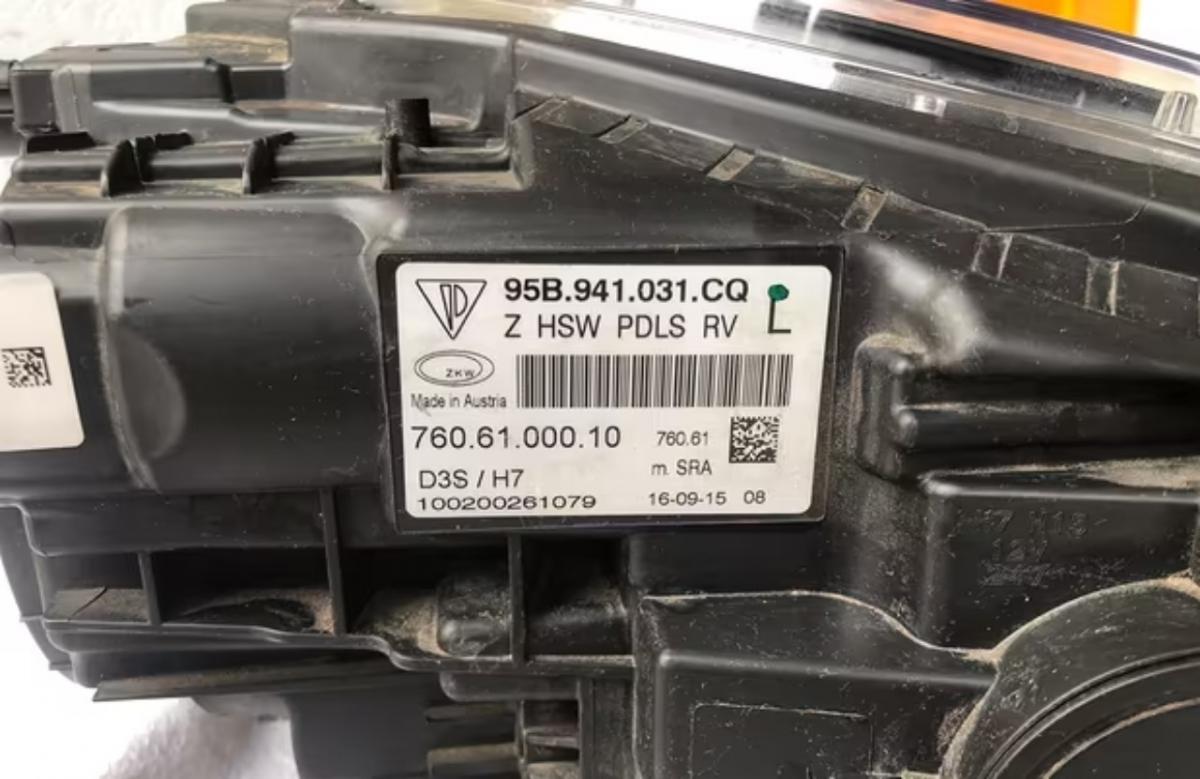 95B.941.031.CQ
Z HSW PDLS RV L
ZKW
Made in Austria
760.61.000.10 760.61
m. SRA
D3S / H7
100200261079 16-09-15 08
12V